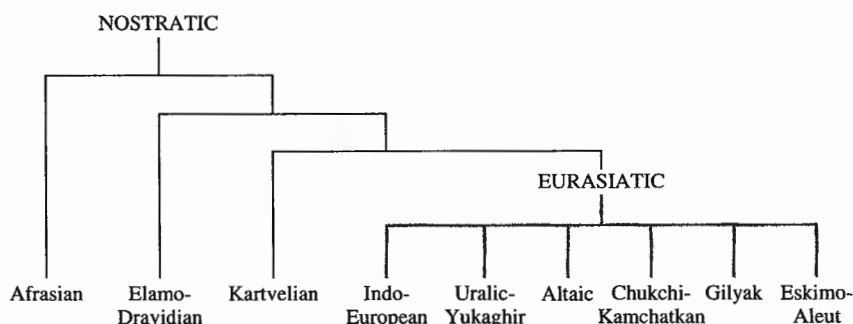 NOSTRATIC
EURASIATIC
Afrasian Elamo- Kartvelian Indo- Uralic- Altaic Chukchi- Gilyak Eskimo-
Dravidian European Yukaghir Kamchatkan Aleut